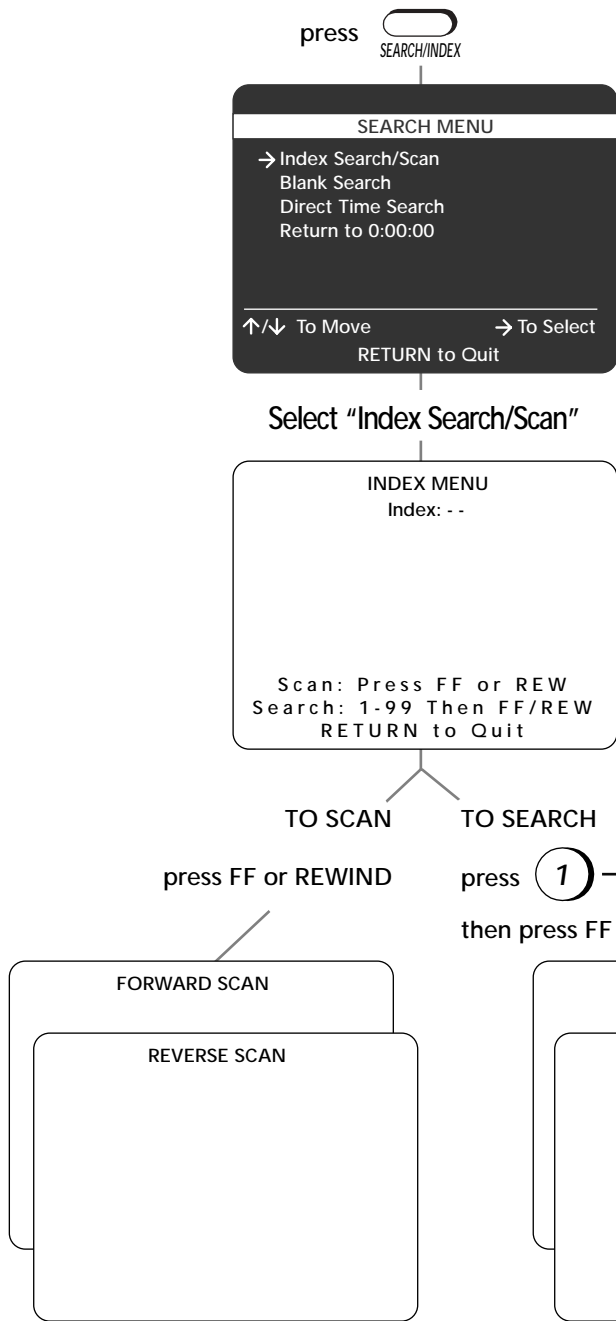 press
SEARCH/INDEX
SEARCH MENU
→ Index Search/Scan
Blank Search
Direct Time Search
Return to 0:00:00
↑/↓ To Move → To Select
RETURN to Quit
Select “Index Search/Scan”
INDEX MENU
Index: - -
Scan: Press FF or REW
Search: 1-99 Then FF/REW
RETURN to Quit
TO SCAN TO SEARCH
press FF or REWIND press 1 –
then press FF
FORWARD SCAN
REVERSE SCAN